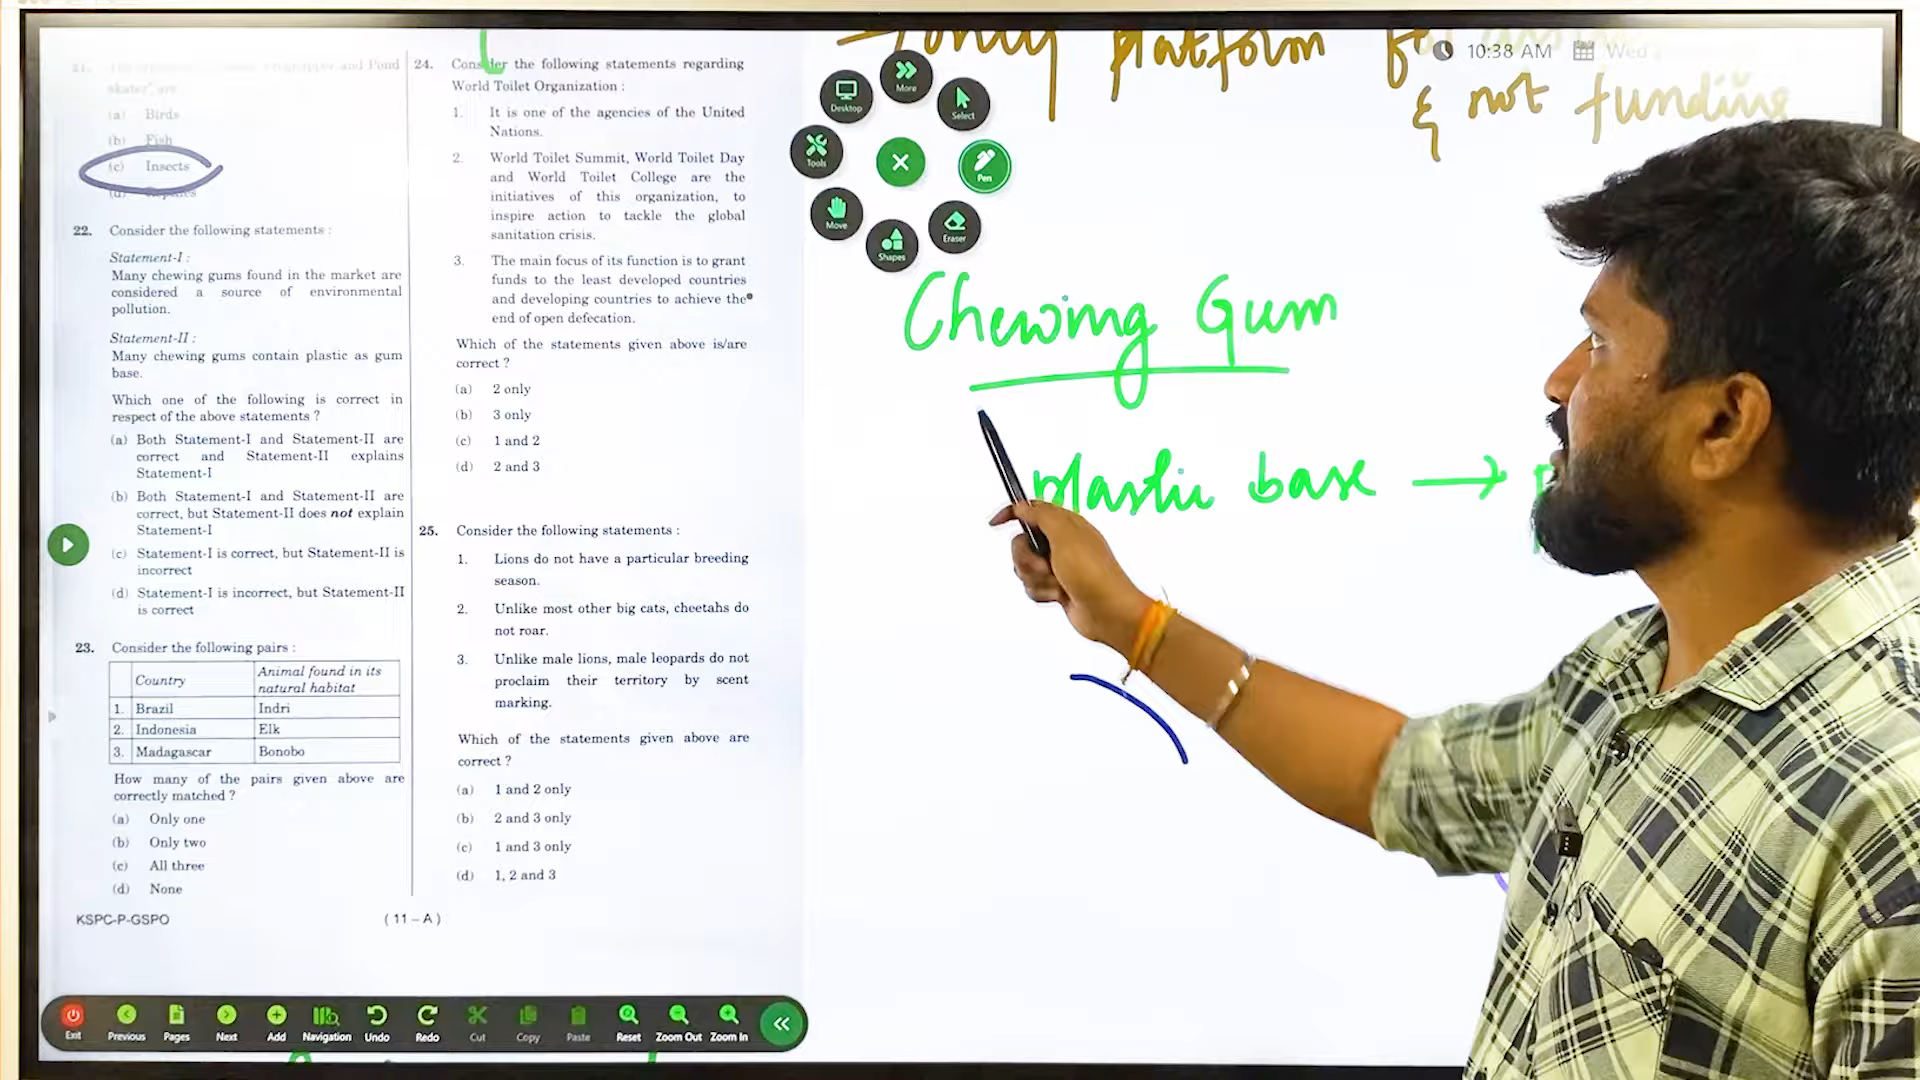 only platform
& not funding
10:38 AM
Wed
More
Desktop
Select
Tools
Pen
Move
Eraser
Shapes
Chewing Gum
plastic base →
and Pond
(a) Birds
(b) Fish
(c) Insects
22. Consider the following statements :
Statement-I :
Many chewing gums found in the market are
considered a source of environmental
pollution.
Statement-II :
Many chewing gums contain plastic as gum
base.
Which one of the following is correct in
respect of the above statements ?
(a) Both Statement-I and Statement-II are
correct and Statement-II explains
Statement-I
(b) Both Statement-I and Statement-II are
correct, but Statement-II does not explain
Statement-I
(c) Statement-I is correct, but Statement-II is
incorrect
(d) Statement-I is incorrect, but Statement-II
is correct
23. Consider the following pairs :
Country Animal found in its
natural habitat
1. Brazil Indri
2. Indonesia Elk
3. Madagascar Bonobo
How many of the pairs given above are
correctly matched ?
(a) Only one
(b) Only two
(c) All three
(d) None
KSPC-P-GSPO
( 11 – A )
24. Consider the following statements regarding
World Toilet Organization :
1. It is one of the agencies of the United
Nations.
2. World Toilet Summit, World Toilet Day
and World Toilet College are the
initiatives of this organization, to
inspire action to tackle the global
sanitation crisis.
3. The main focus of its function is to grant
funds to the least developed countries
and developing countries to achieve the
end of open defecation.
Which of the statements given above is/are
correct ?
(a) 2 only
(b) 3 only
(c) 1 and 2
(d) 2 and 3
25. Consider the following statements :
1. Lions do not have a particular breeding
season.
2. Unlike most other big cats, cheetahs do
not roar.
3. Unlike male lions, male leopards do not
proclaim their territory by scent
marking.
Which of the statements given above are
correct ?
(a) 1 and 2 only
(b) 2 and 3 only
(c) 1 and 3 only
(d) 1, 2 and 3
Exit Previous Pages Next Add Navigation Undo Redo Cut Copy Paste Reset Zoom Out Zoom In